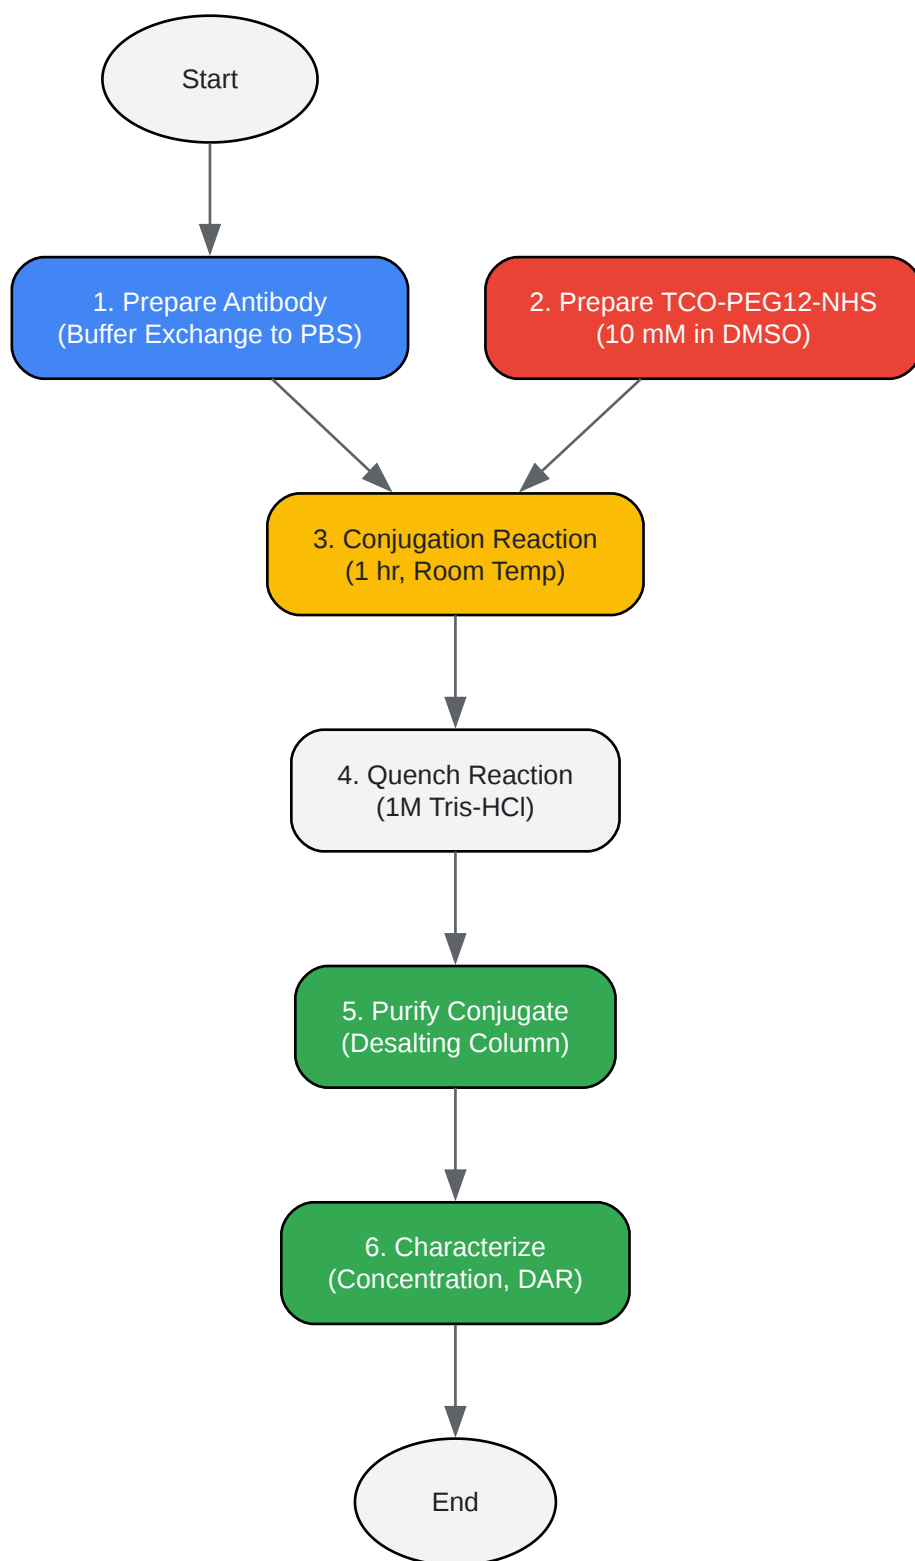 Start
1. Prepare Antibody
(Buffer Exchange to PBS)
2. Prepare TCO-PEG12-NHS
(10 mM in DMSO)
3. Conjugation Reaction
(1 hr, Room Temp)
4. Quench Reaction
(1M Tris-HCl)
5. Purify Conjugate
(Desalting Column)
6. Characterize
(Concentration, DAR)
End